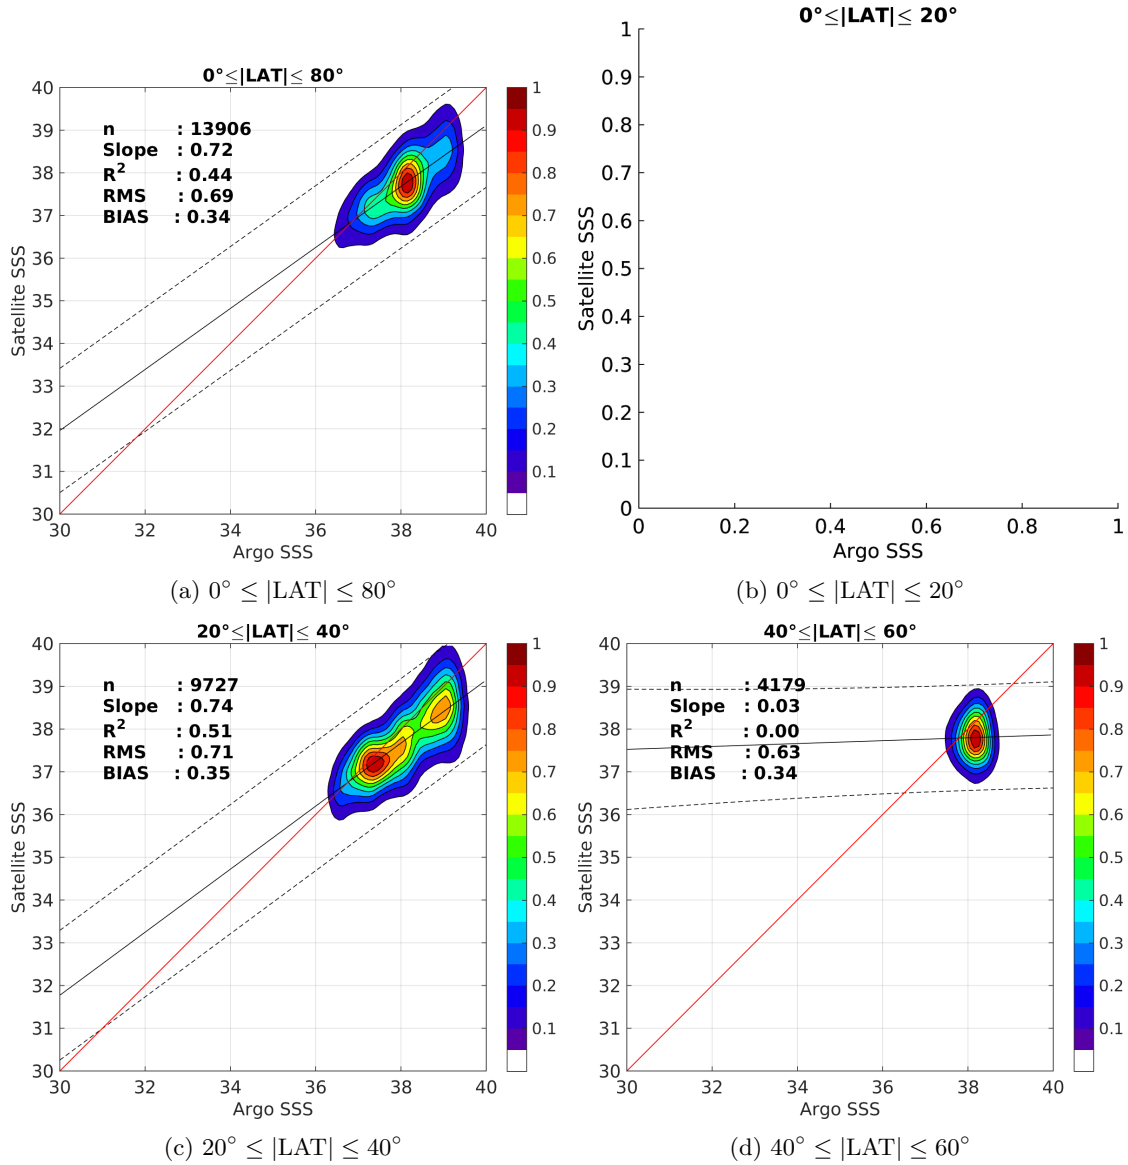 0°≤|LAT|≤ 80°
40
39
38
37
36
35
34
33
32
31
30
30 32 34 36 38 40
Satellite SSS
Argo SSS
n : 13906
Slope : 0.72
R² : 0.44
RMS : 0.69
BIAS : 0.34
1
0.9
0.8
0.7
0.6
0.5
0.4
0.3
0.2
0.1
(a) 0° ≤ |LAT| ≤ 80°
0°≤|LAT|≤ 20°
1
0.9
0.8
0.7
0.6
0.5
0.4
0.3
0.2
0.1
0
0 0.2 0.4 0.6 0.8 1
Satellite SSS
Argo SSS
(b) 0° ≤ |LAT| ≤ 20°
20°≤|LAT|≤ 40°
40
39
38
37
36
35
34
33
32
31
30
30 32 34 36 38 40
Satellite SSS
Argo SSS
n : 9727
Slope : 0.74
R² : 0.51
RMS : 0.71
BIAS : 0.35
1
0.9
0.8
0.7
0.6
0.5
0.4
0.3
0.2
0.1
(c) 20° ≤ |LAT| ≤ 40°
40°≤|LAT|≤ 60°
40
39
38
37
36
35
34
33
32
31
30
30 32 34 36 38 40
Satellite SSS
Argo SSS
n : 4179
Slope : 0.03
R² : 0.00
RMS : 0.63
BIAS : 0.34
1
0.9
0.8
0.7
0.6
0.5
0.4
0.3
0.2
0.1
(d) 40° ≤ |LAT| ≤ 60°